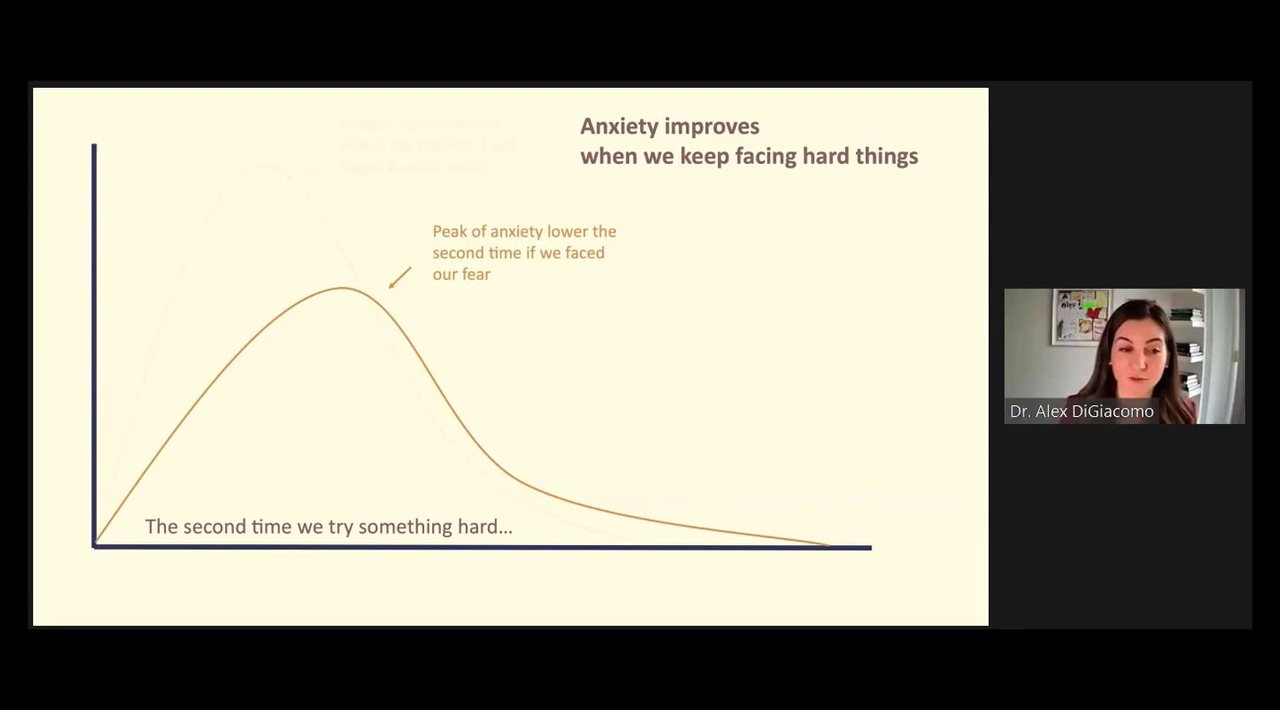 Anxiety improves
when we keep facing hard things
Peak of anxiety lower the
second time if we faced
our fear
The second time we try something hard...
Dr. Alex DiGiacomo